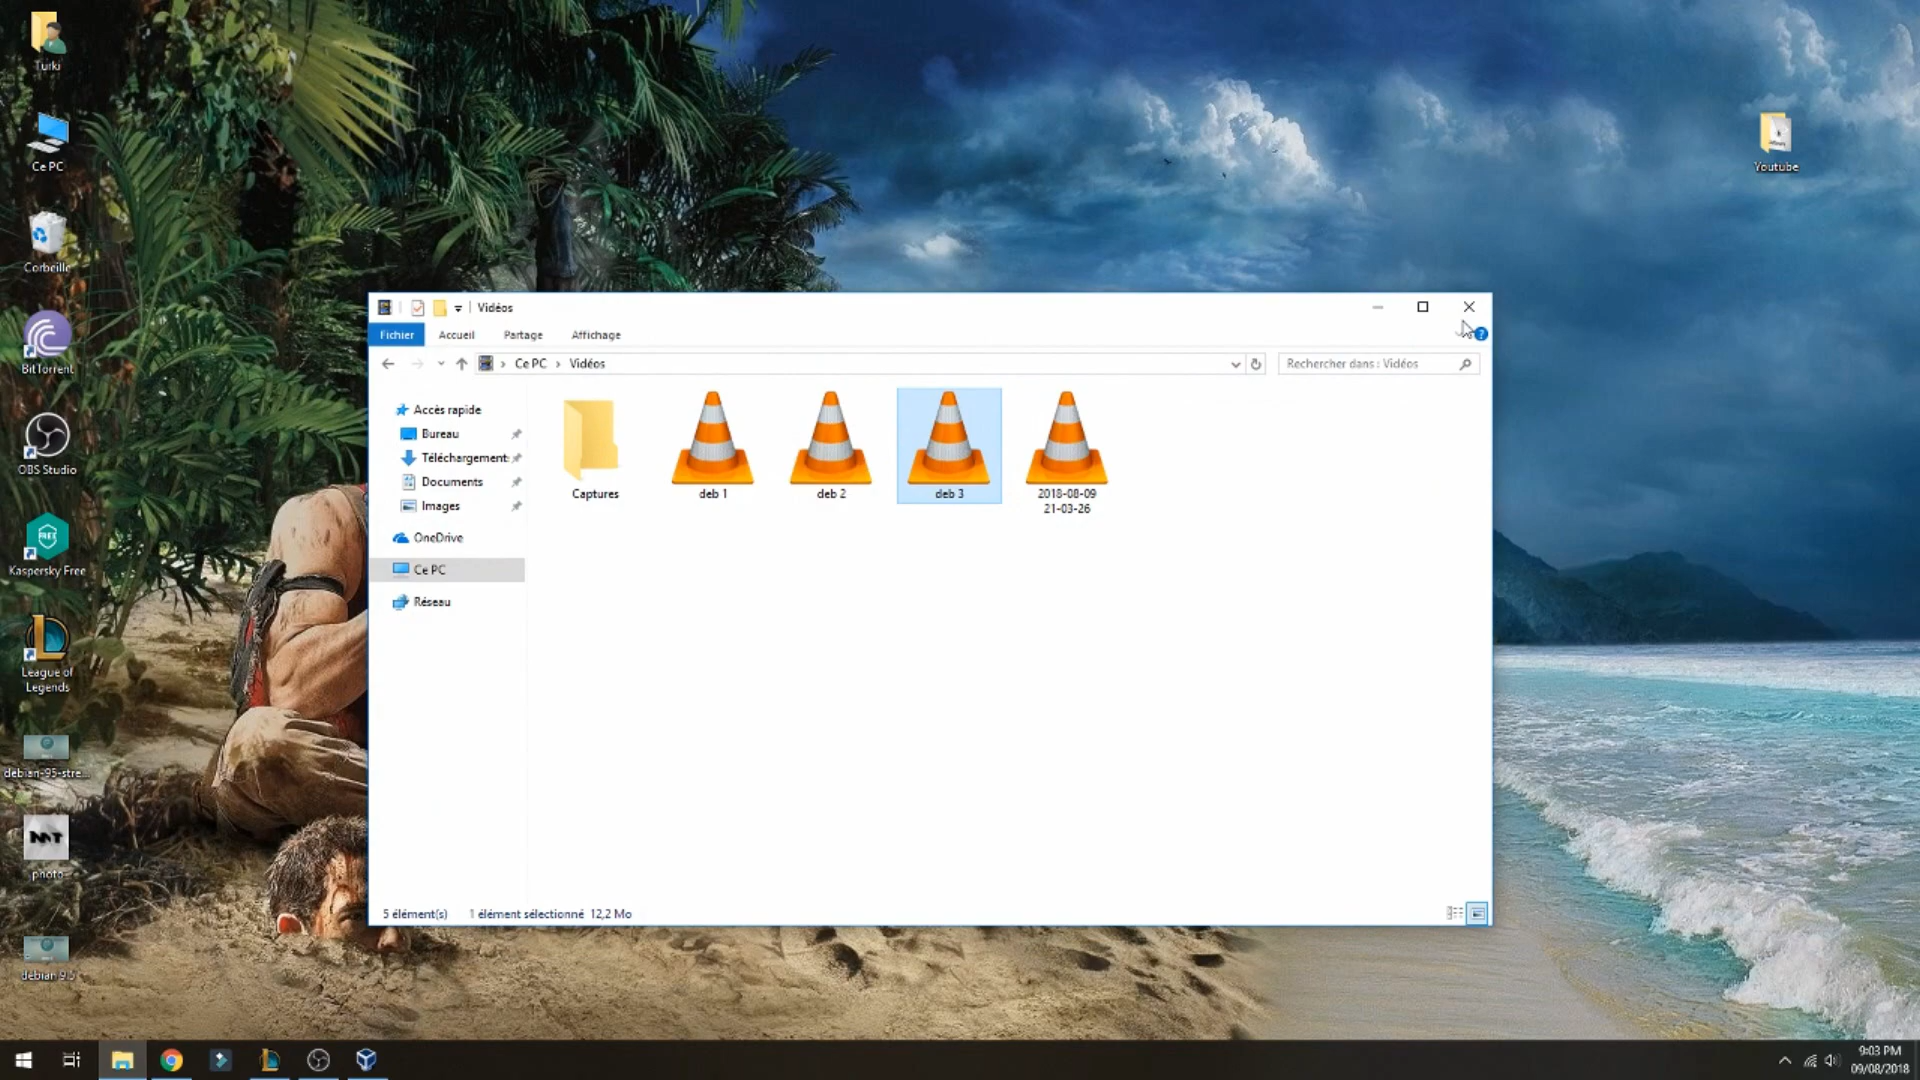 Turki
Ce PC
Corbeille
BitTorrent
OBS Studio
FREE
Kaspersky Free
League of
Legends
debian-95-stre...
photo
debian 9.5
Youtube
Vidéos
Fichier
Accueil
Partage
Affichage
Ce PC
Vidéos
Rechercher dans : Vidéos
Accès rapide
Bureau
Téléchargement:
Documents
Images
OneDrive
Ce PC
Réseau
Captures
deb 1
deb 2
deb 3
2018-08-09
21-03-26
5 élément(s)
1 élément sélectionné 12,2 Mo
9:03 PM
09/08/2018